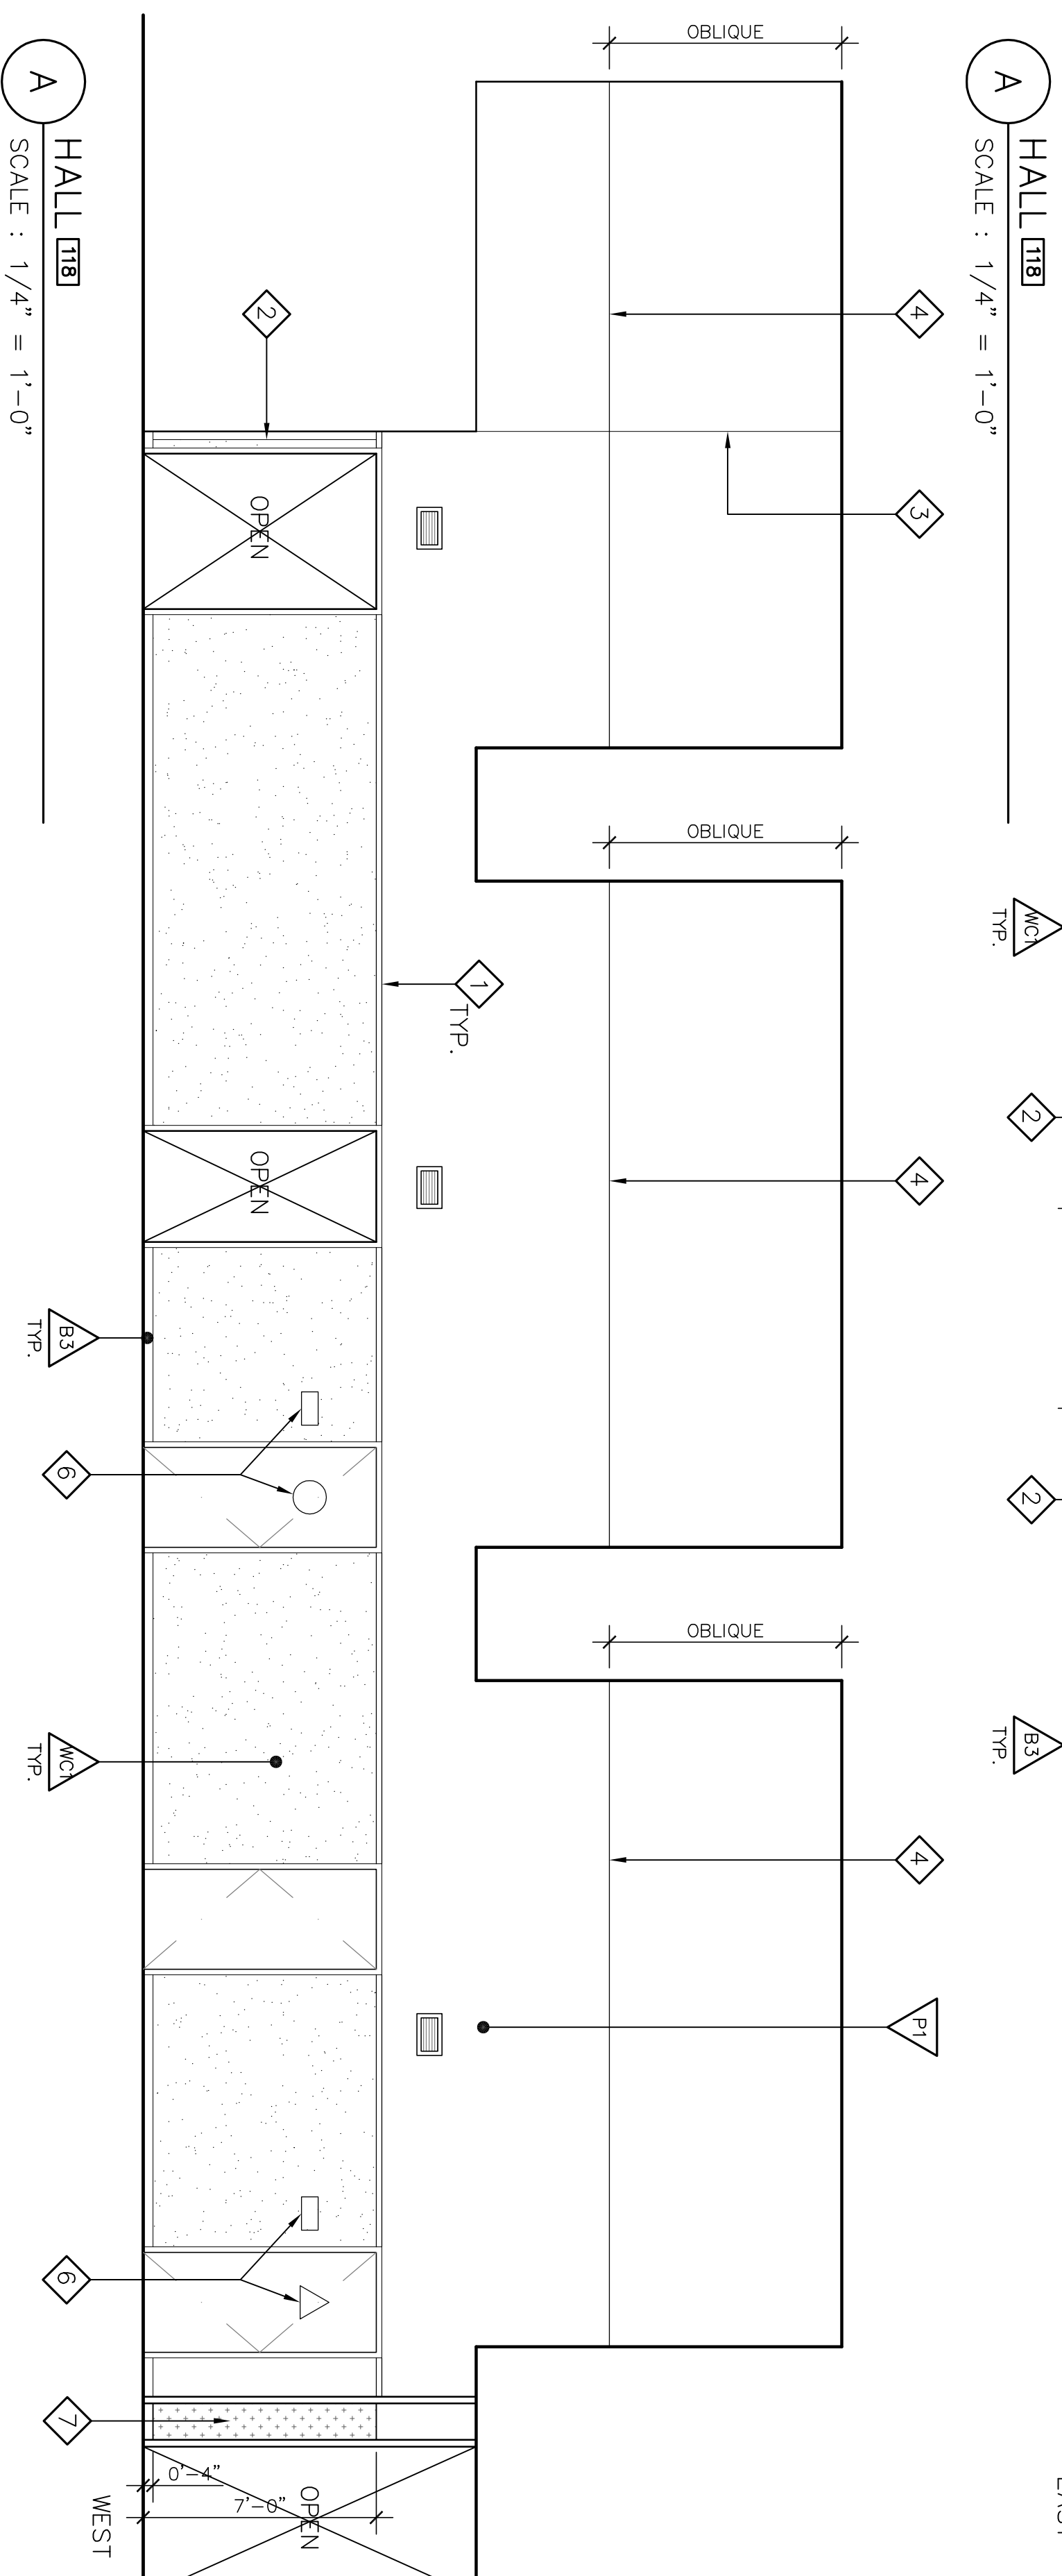 A
HALL 118
SCALE : 1/4" = 1'-0"
WC1
TYP.
2
2
B3
TYP.
4
3
4
4
P1
OBLIQUE
OBLIQUE
OBLIQUE
1
TYP.
2
OPEN
OPEN
OPEN
0'-4"
7'-0"
B3
TYP.
6
WC1
TYP.
6
7
WEST
A
HALL 118
SCALE : 1/4" = 1'-0"